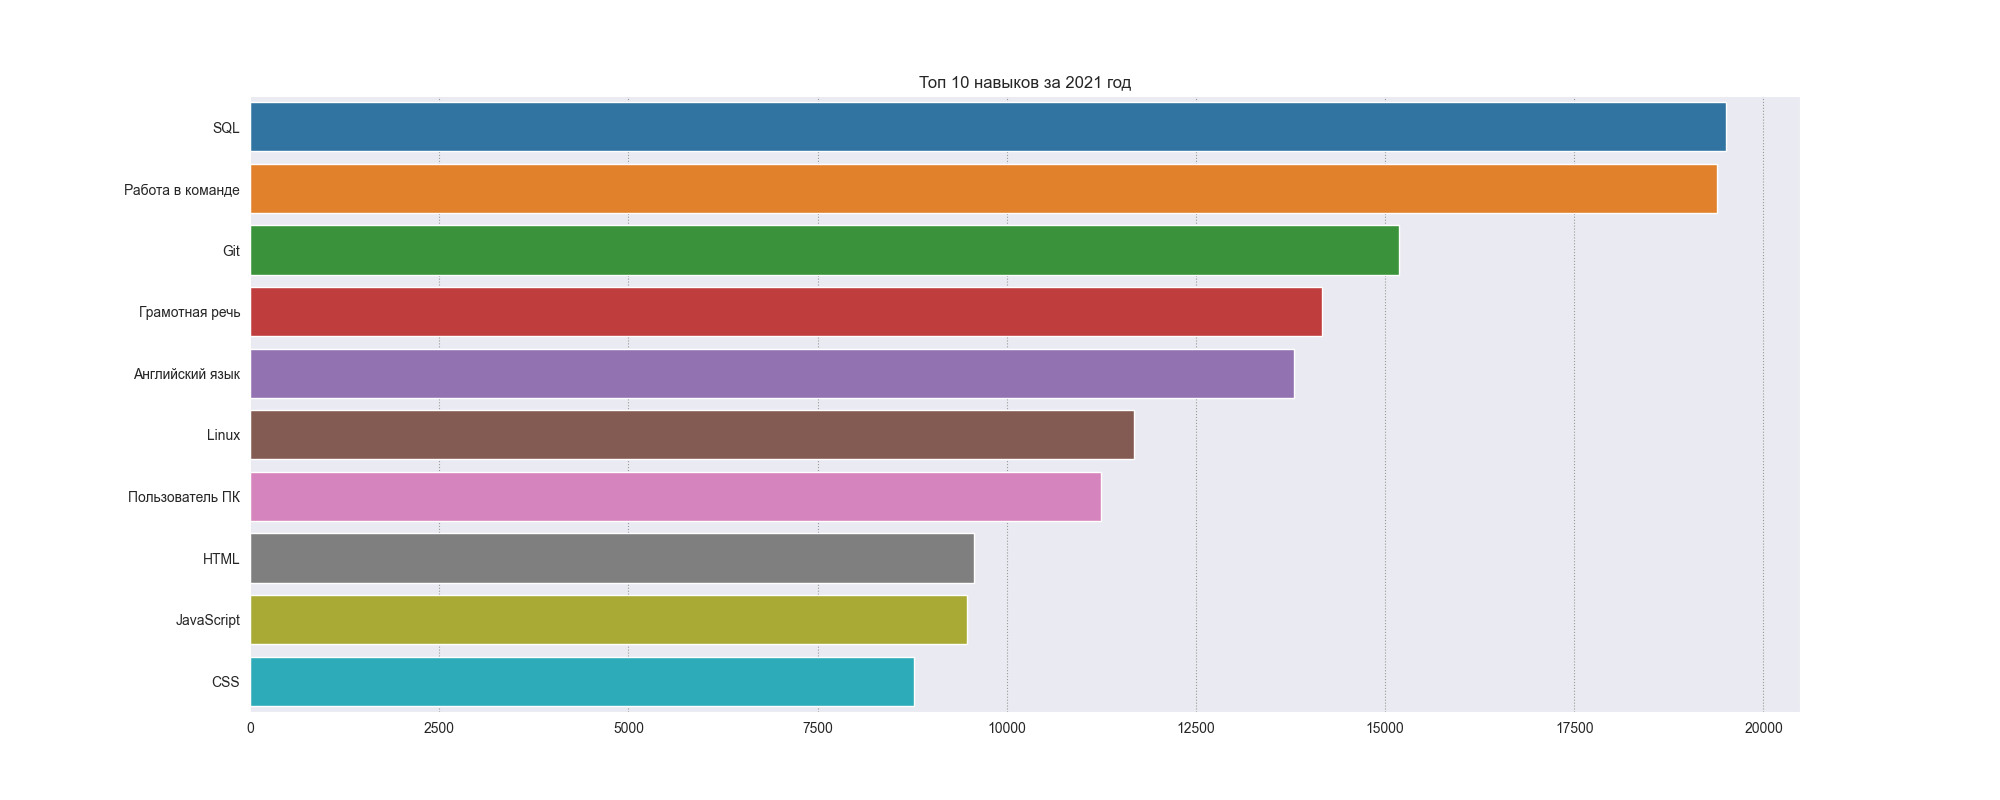 Топ 10 навыков за 2021 год
SQL
Работа в команде
Git
Грамотная речь
Английский язык
Linux
Пользователь ПК
HTML
JavaScript
CSS
0 2500 5000 7500 10000 12500 15000 17500 20000